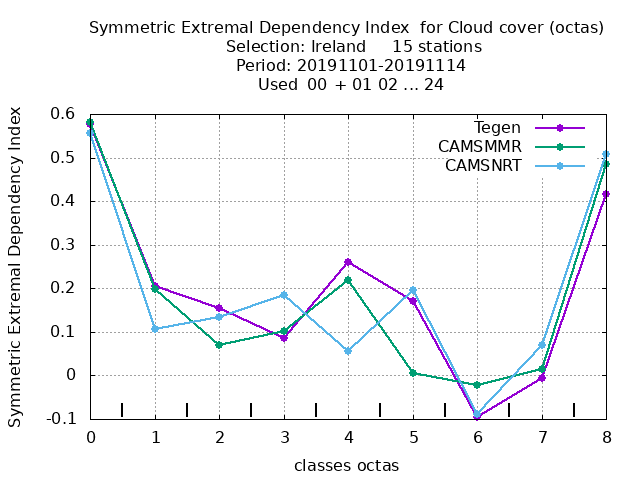 Symmetric Extremal Dependency Index  for Cloud cover (octas)
Selection: Ireland     15 stations
Period: 20191101-20191114
Used  00  + 01 02 ... 24
Symmetric Extremal Dependency Index
0.6
0.5
0.4
0.3
0.2
0.1
0
-0.1
Tegen
CAMSMMR
CAMSNRT
0 1 2 3 4 5 6 7 8
classes octas